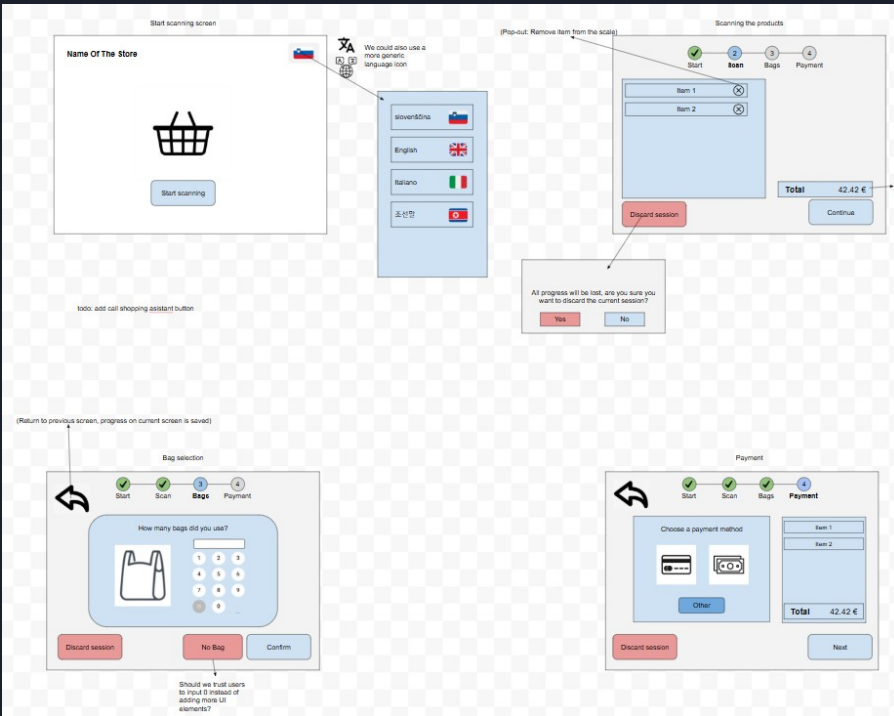 Start scanning screen
Name Of The Store
Start scanning
We could also use a
more generic
language icon
slovenščina
English
Italiano
조선말
todo: add call shopping asistant button
Scanning the products
(Pop-out: Remove item from the scale)
2
3
4
Start
Scan
Bags
Payment
Item 1
Item 2
Total 42.42 €
Discard session
Continue
All progress will be lost, are you sure you
want to discard the current session?
Yes
No
(Return to previous screen, progress on current screen is saved)
Bag selection
3
4
Start
Scan
Bags
Payment
How many bags did you use?
1 2 3
4 5 6
7 8 9
0
Discard session
No Bag
Confirm
Should we trust users
to input 0 instead of
adding more UI
elements?
Payment
4
Start
Scan
Bags
Payment
Choose a payment method
Other
Item 1
Item 2
Total 42.42 €
Discard session
Next